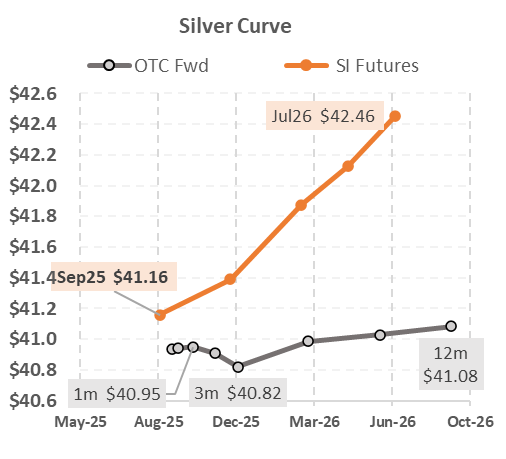 Silver Curve
OTC Fwd
SI Futures
$42.6
$42.4
$42.2
$42.0
$41.8
$41.6
$41.4
$41.2
$41.0
$40.8
$40.6
Jul26 $42.46
Sep25 $41.16
1m $40.95
3m $40.82
12m
$41.08
May-25
Aug-25
Dec-25
Mar-26
Jun-26
Oct-26